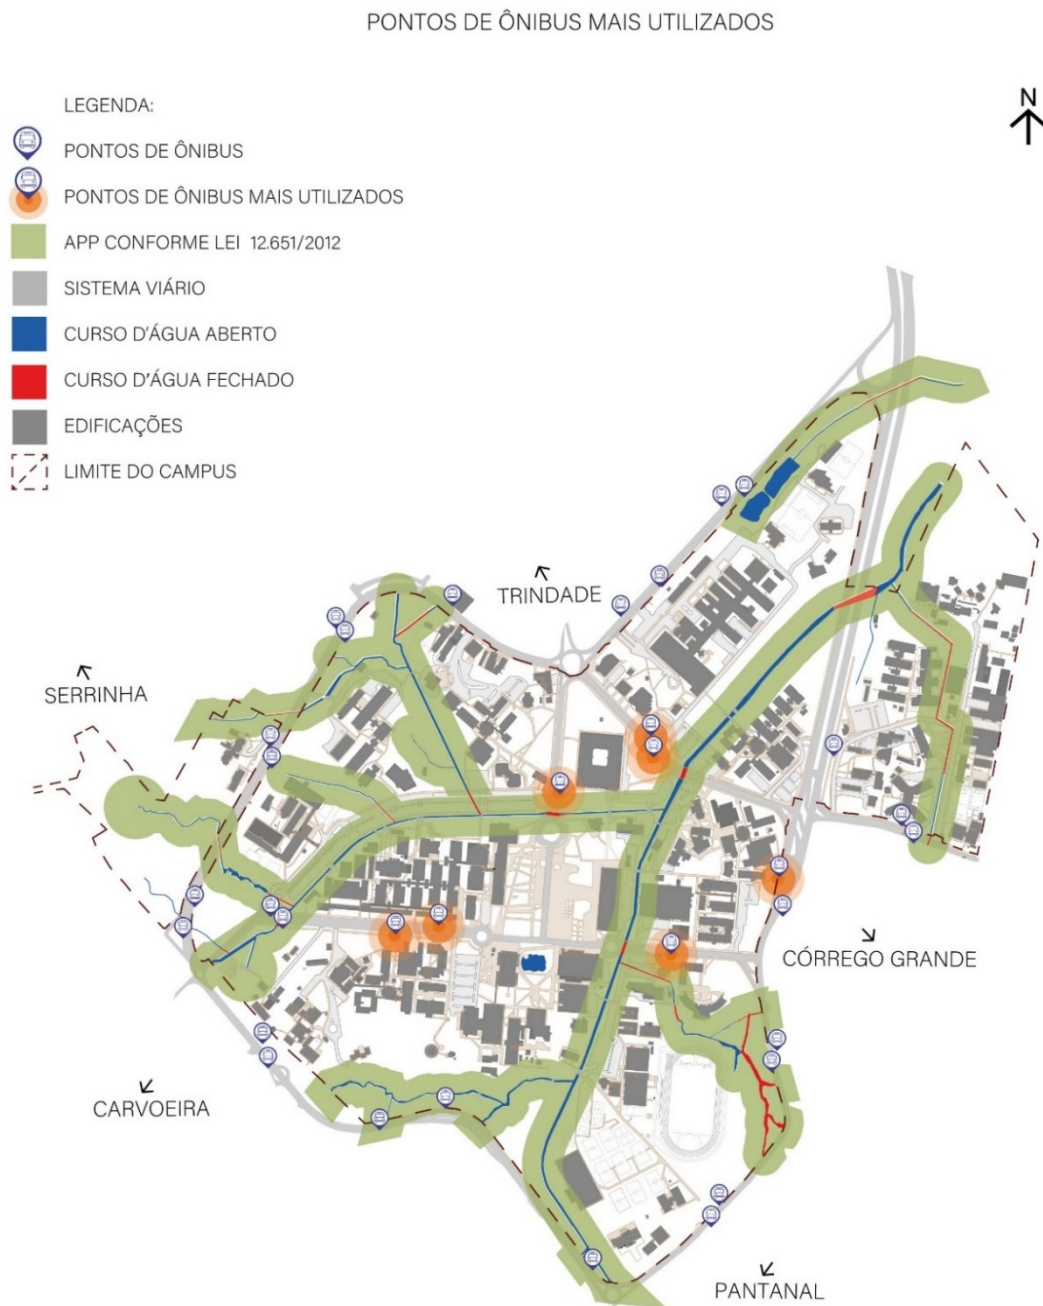 PONTOS DE ÔNIBUS MAIS UTILIZADOS
N
LEGENDA:
PONTOS DE ÔNIBUS
PONTOS DE ÔNIBUS MAIS UTILIZADOS
APP CONFORME LEI 12.651/2012
SISTEMA VIÁRIO
CURSO D'ÁGUA ABERTO
CURSO D'ÁGUA FECHADO
EDIFICAÇÕES
LIMITE DO CAMPUS
TRINDADE
SERRINHA
CÓRREGO GRANDE
CARVOEIRA
PANTANAL